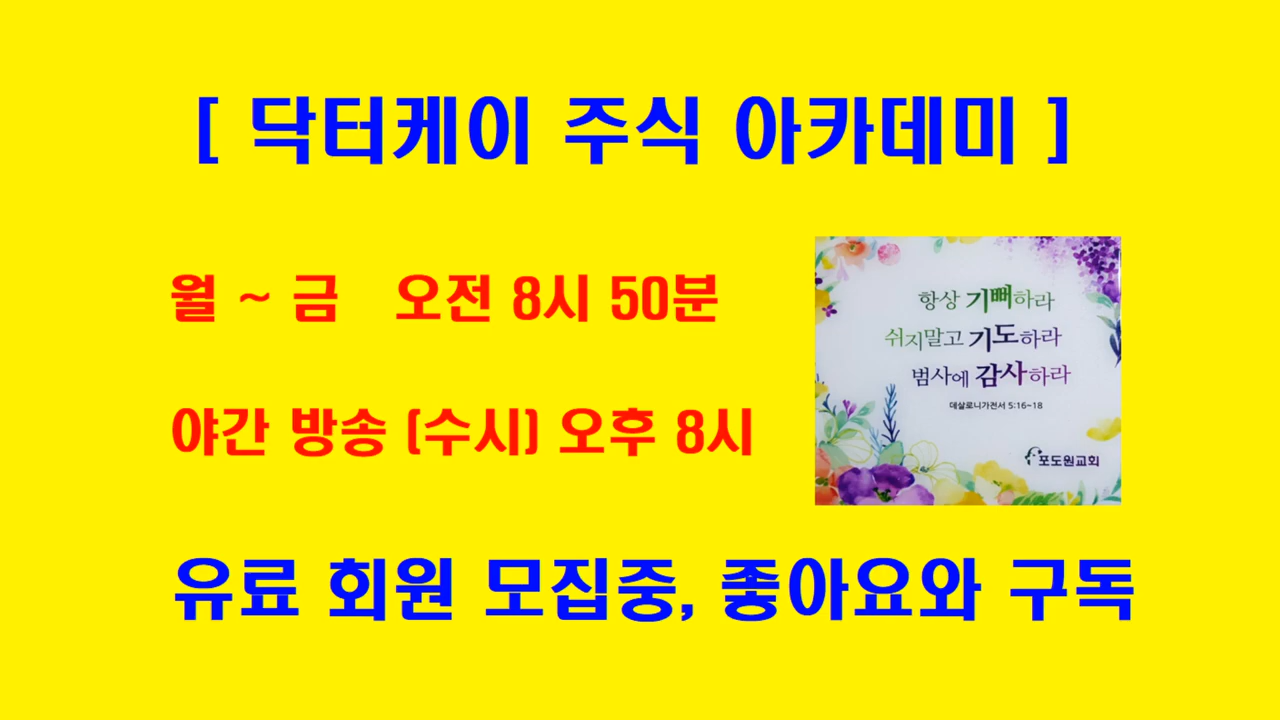 [ 닥터케이 주식 아카데미 ]
월 ~ 금 오전 8시 50분
야간 방송 (수시) 오후 8시
항상 기뻐하라
쉬지말고 기도하라
범사에 감사하라
데살로니가전서 5:16~18
포도원교회
유료 회원 모집중, 좋아요와 구독